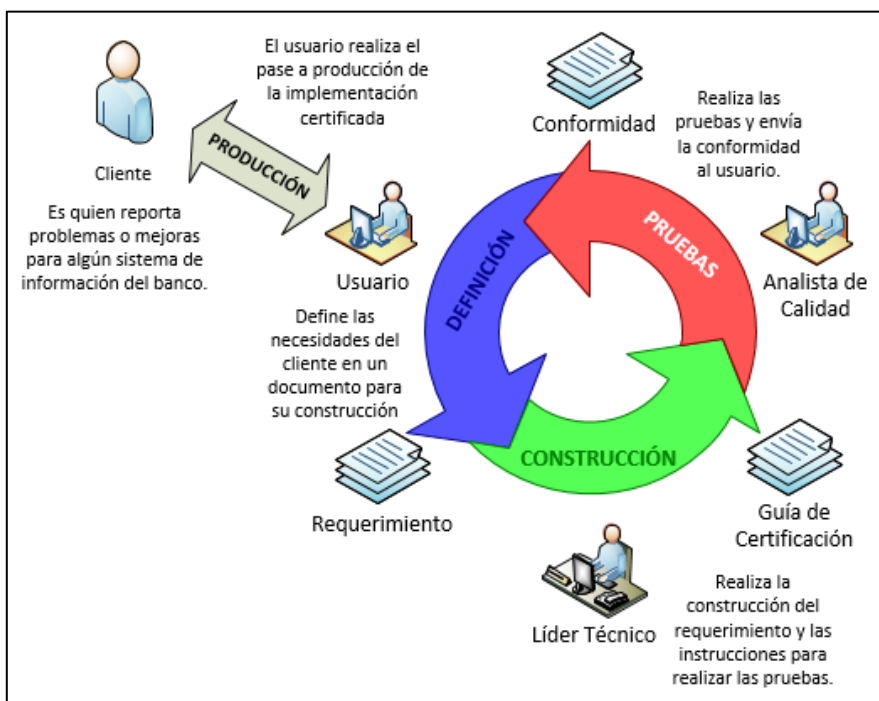 El usuario realiza el
pase a producción de
la implementación
certificada
PRODUCCIÓN
Cliente
Es quien reporta
problemas o mejoras
para algún sistema de
información del banco.
Usuario
Define las
necesidades del
cliente en un
documento para
su construcción
DEFINICIÓN
Requerimiento
CONSTRUCCIÓN
Líder Técnico
Realiza la
construcción del
requerimiento y las
instrucciones para
realizar las pruebas.
Guía de
Certificación
PRUEBAS
Analista de
Calidad
Realiza las
pruebas y envía
la conformidad
al usuario.
Conformidad